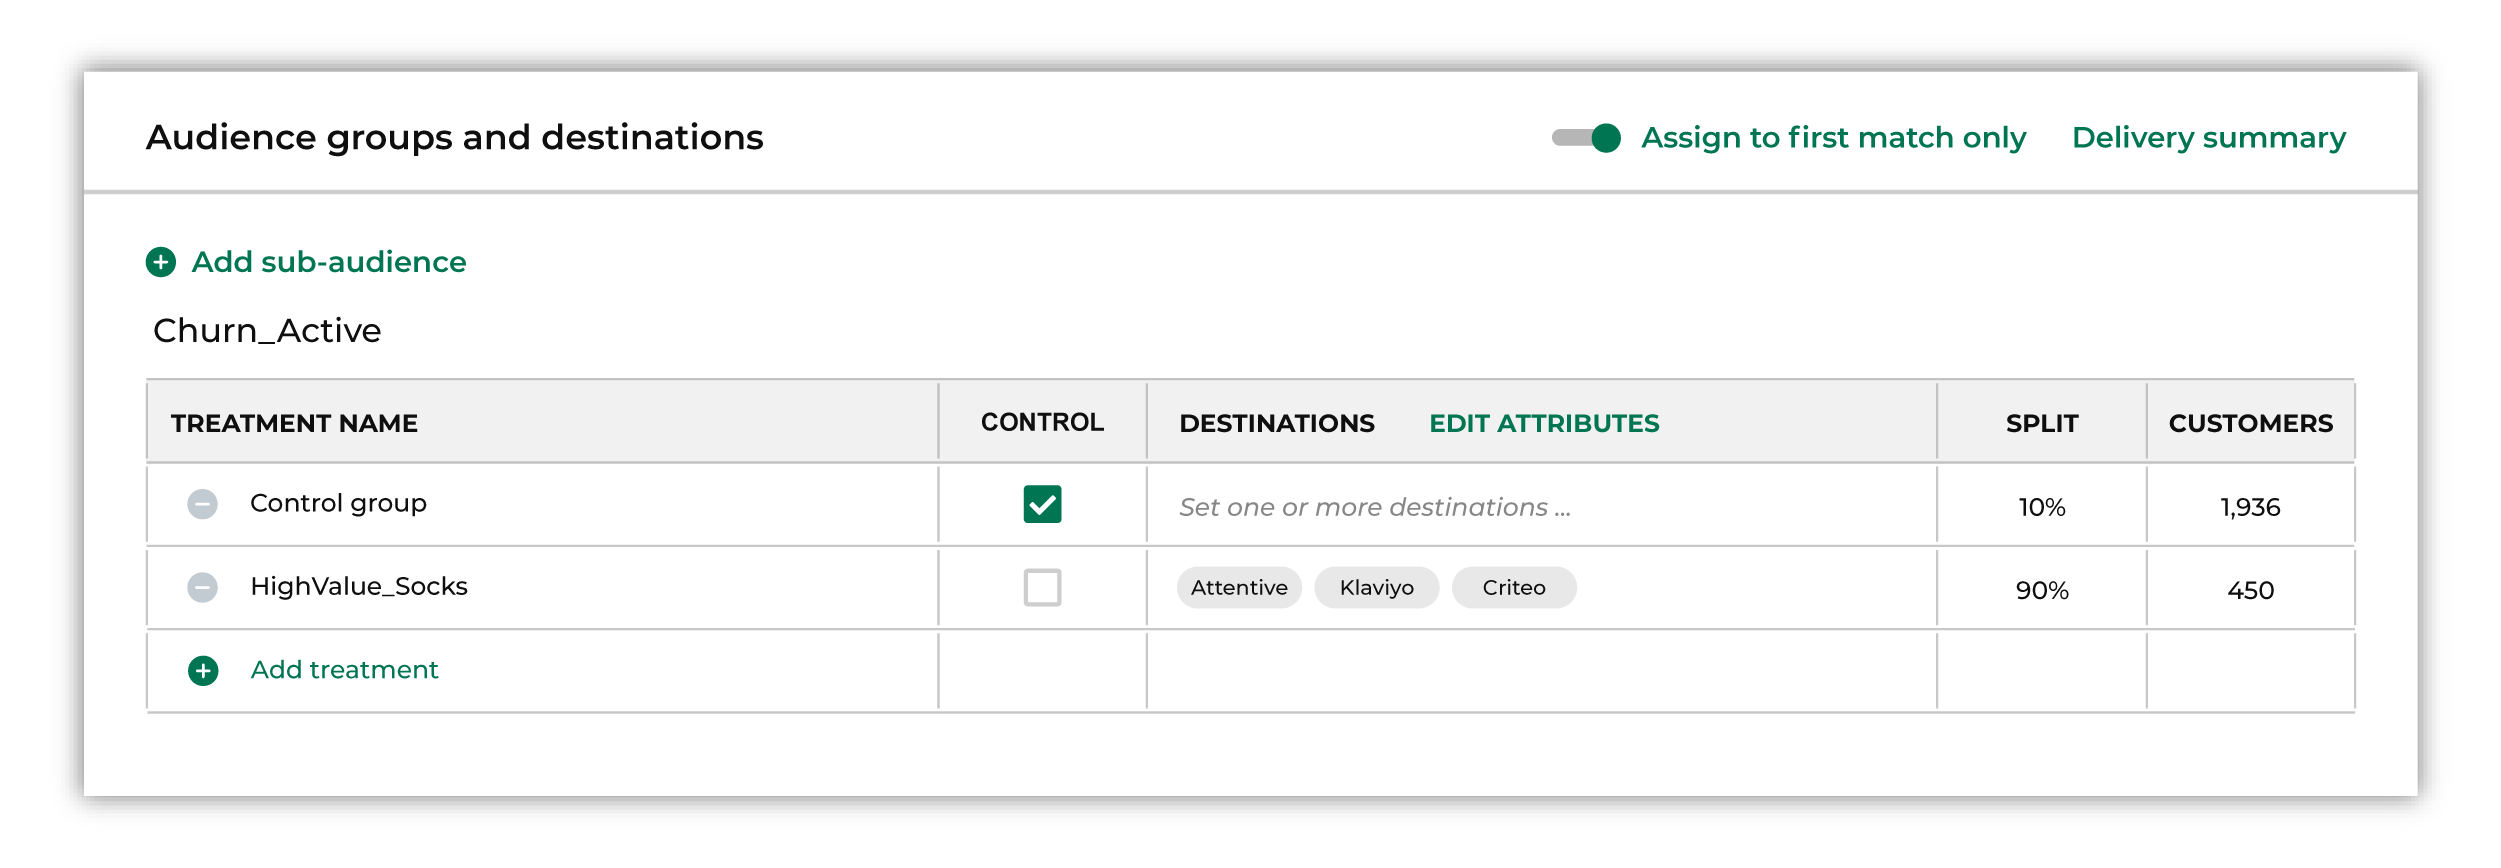 Audience groups and destinations
Assign to first match only
Delivery summary
Add sub-audience
Churn_Active
TREATMENT NAME CONTROL DESTINATIONS EDIT ATTRIBUTES SPLIT CUSTOMERS
Control group Set one or more destinations ... 10% 1,936
HighValue_Socks Attentive Klaviyo Criteo 90% 450
Add treatment